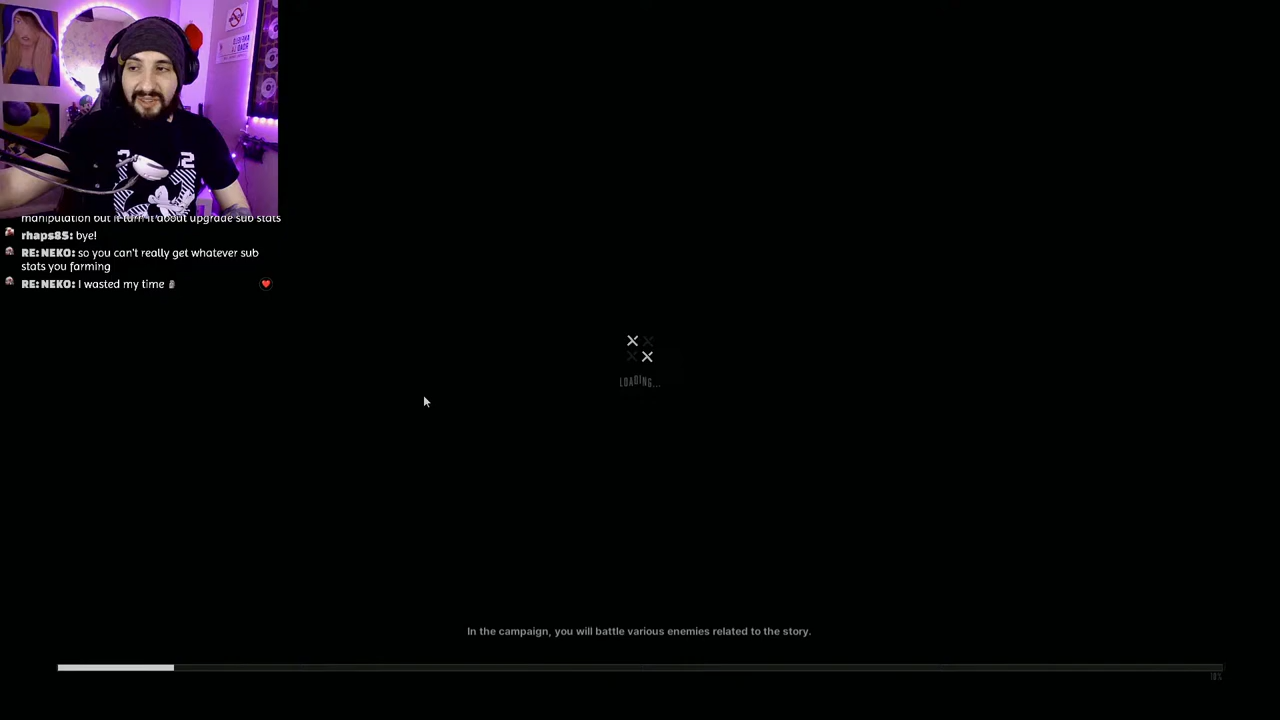 manipulation but it turn it about upgrade sub stats
rhaps85: bye!
RE:NEKO: so you can't really get whatever sub
stats you farming
RE:NEKO: I wasted my time
LOADING...
In the campaign, you will battle various enemies related to the story.
10%